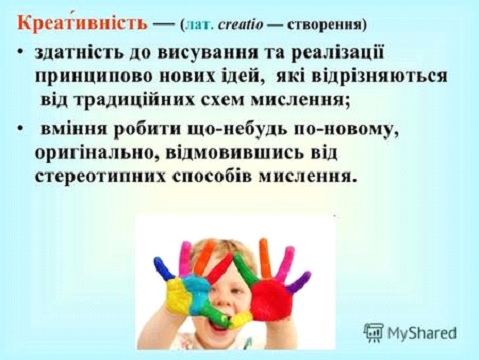 Креати́вність — (лат. creatio — створення)
• здатність до висування та реалізації
принципово нових ідей, які відрізняються
від традиційних схем мислення;
• вміння робити що-небудь по-новому,
оригінально, відмовившись від
стереотипних способів мислення.
MyShared